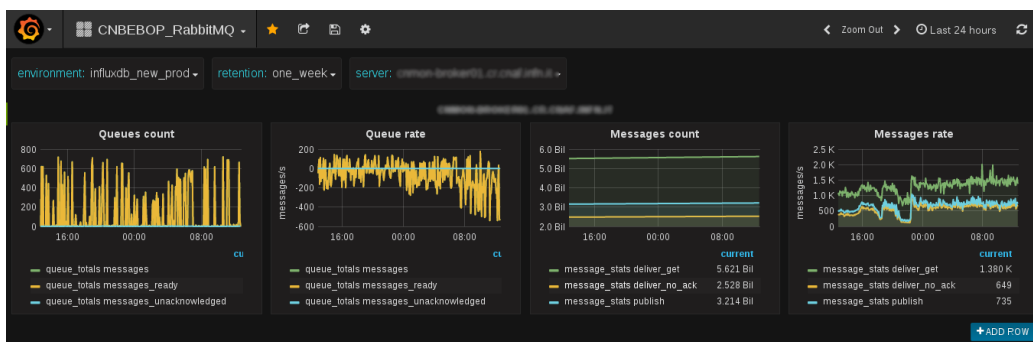 CNBEBOP_RabbitMQ
Zoom Out
Last 24 hours
environment: influxdb_new_prod
retention: one_week
server:
Queues count
800
600
400
200
0
16:00 00:00 08:00
cu
queue_totals messages
queue_totals messages_ready
queue_totals messages_unacknowledged
Queue rate
messages/s
200
0
-200
-400
-600
16:00 00:00 08:00
cu
queue_totals messages
queue_totals messages_ready
queue_totals messages_unacknowledged
Messages count
6.0 Bil
5.0 Bil
4.0 Bil
3.0 Bil
2.0 Bil
16:00 00:00 08:00
current
message_stats deliver_get 5.621 Bil
message_stats deliver_no_ack 2.528 Bil
message_stats publish 3.214 Bil
Messages rate
messages/s
2.5 K
2.0 K
1.5 K
1.0 K
500
0
16:00 00:00 08:00
current
message_stats deliver_get 1.380 K
message_stats deliver_no_ack 649
message_stats publish 735
+ADD ROW